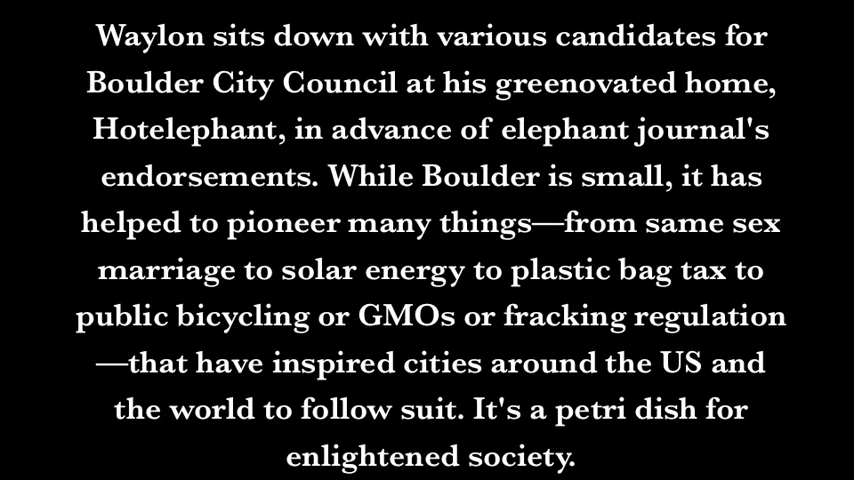 Waylon sits down with various candidates for
Boulder City Council at his greenovated home,
Hotelephant, in advance of elephant journal's
endorsements. While Boulder is small, it has
helped to pioneer many things—from same sex
marriage to solar energy to plastic bag tax to
public bicycling or GMOs or fracking regulation
—that have inspired cities around the US and
the world to follow suit. It's a petri dish for
enlightened society.